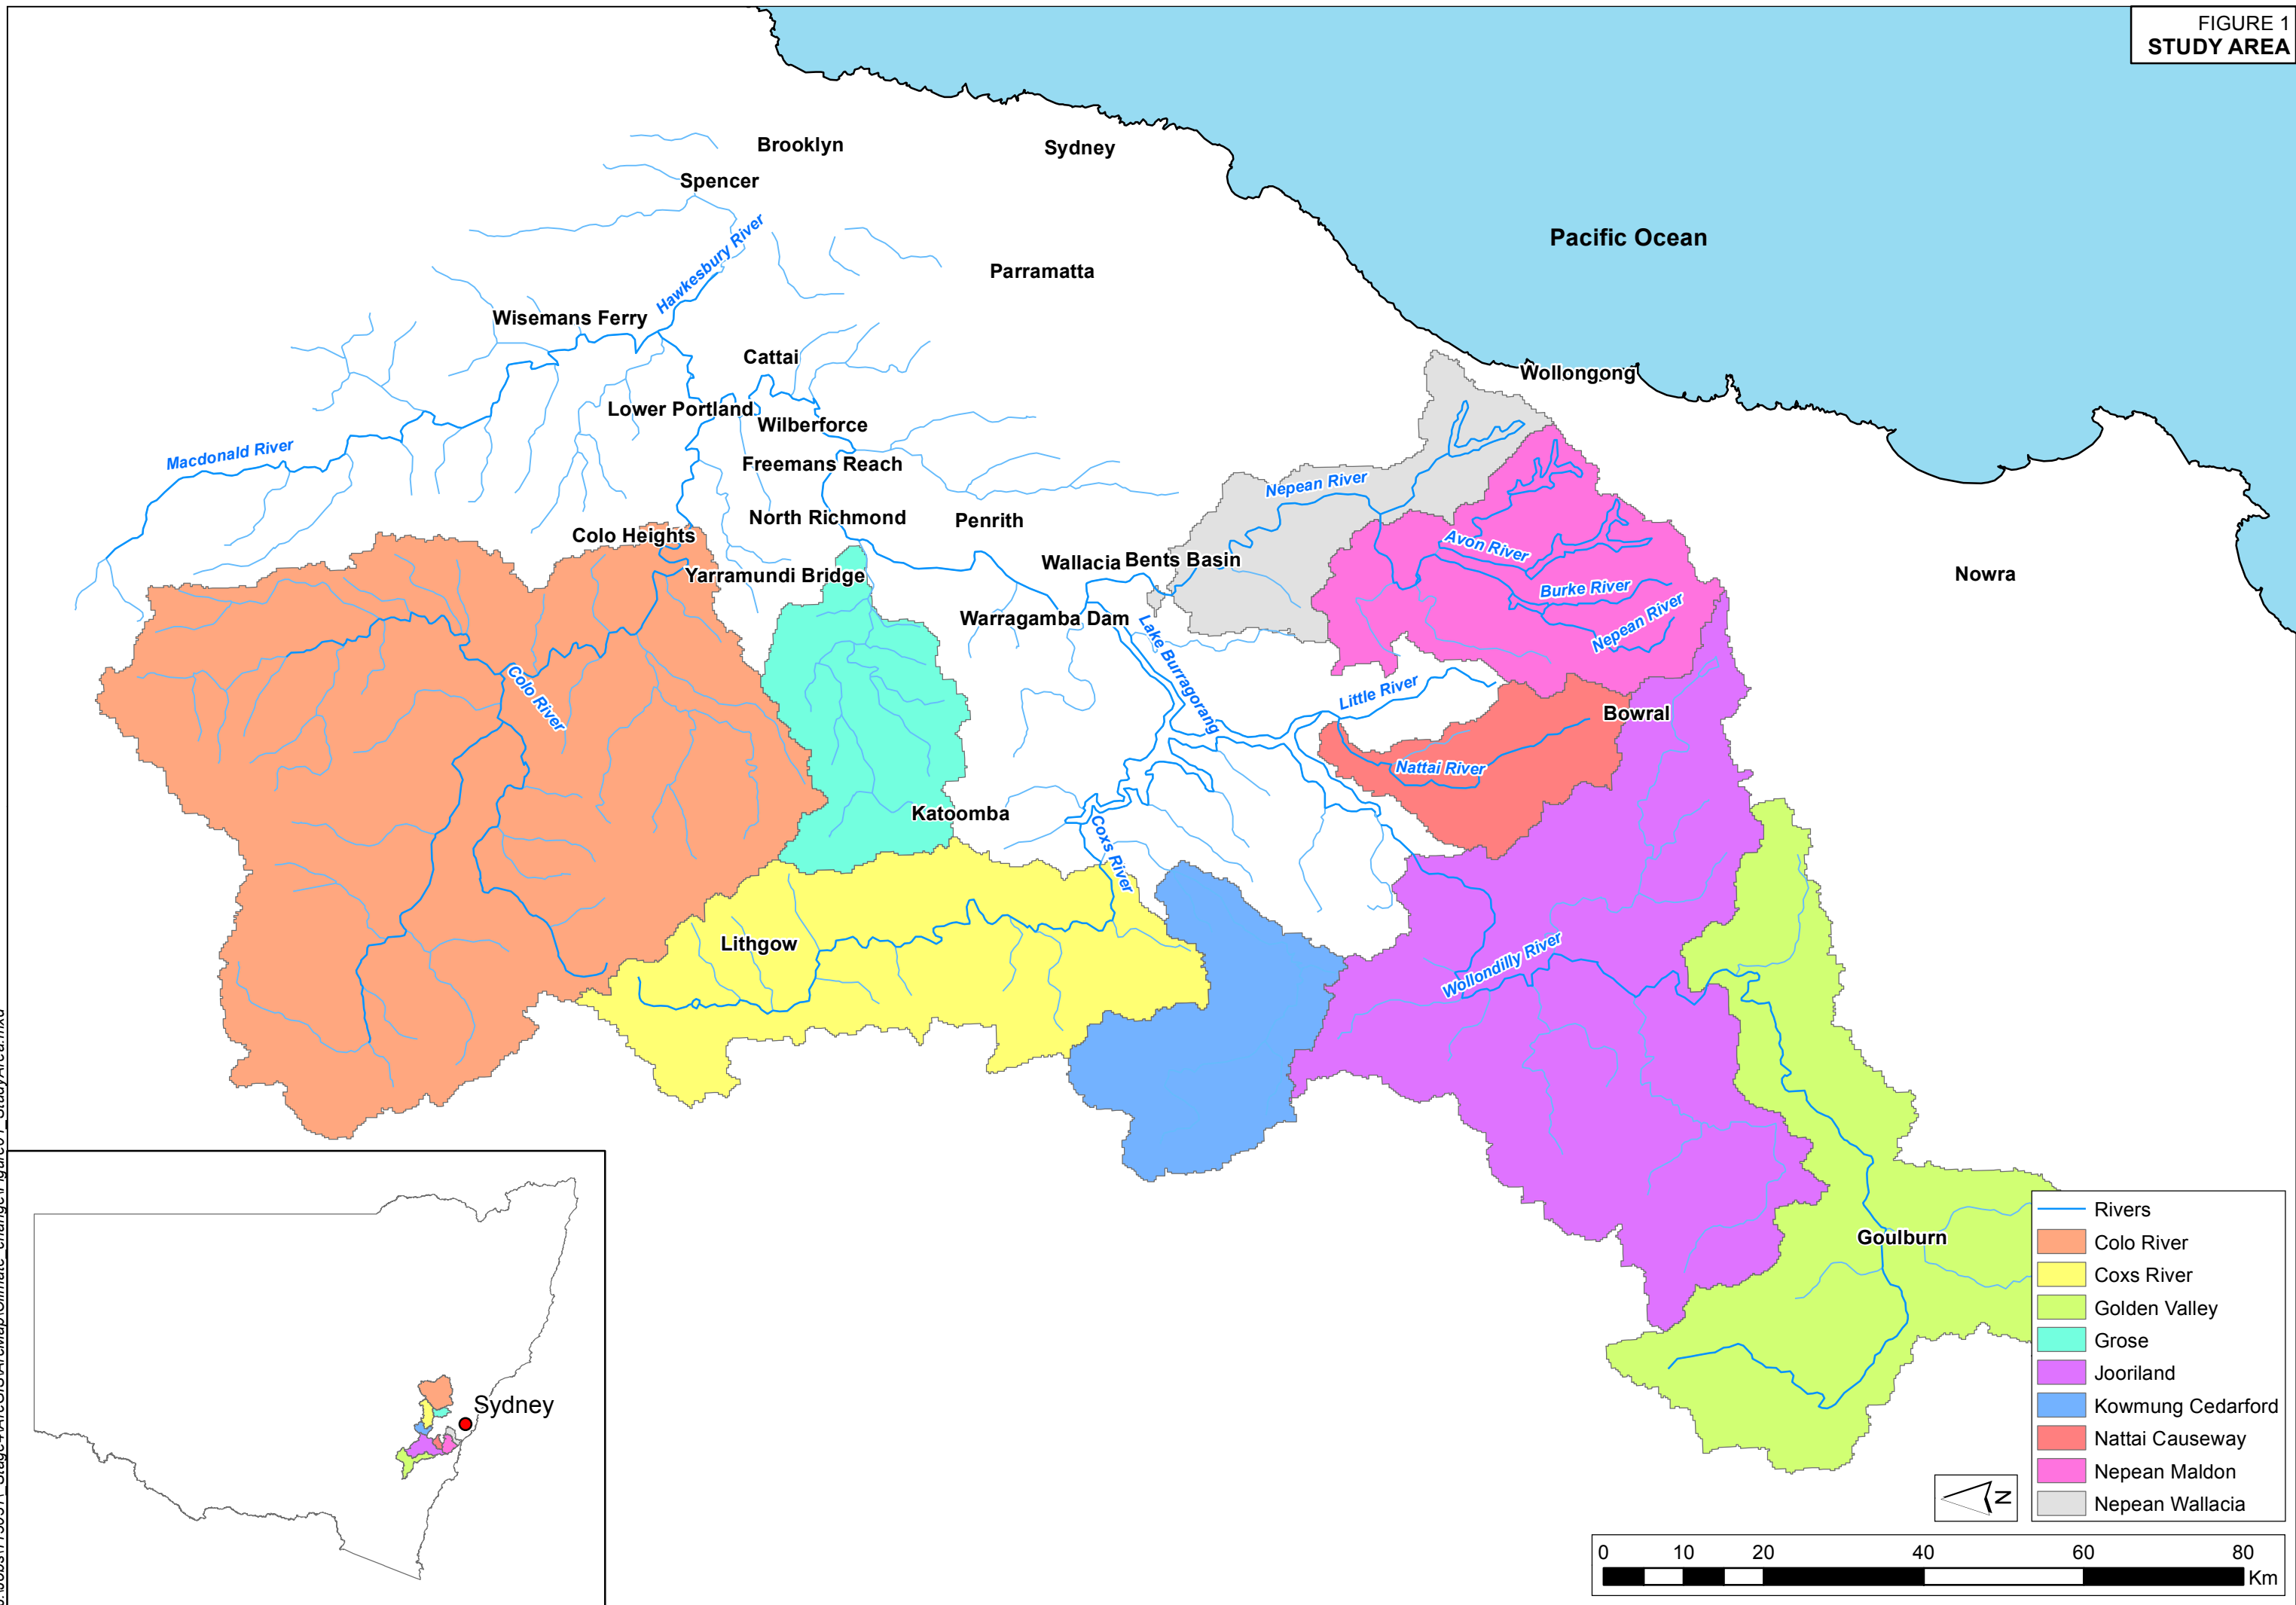 FIGURE 1
STUDY AREA
Brooklyn
Sydney
Spencer
Hawkesbury River
Pacific Ocean
Parramatta
Wisemans Ferry
Cattai
Wollongong
Lower Portland
Wilberforce
Macdonald River
Freemans Reach
Nepean River
North Richmond
Penrith
Colo Heights
Avon River
Wallacia
Bents Basin
Yarramundi Bridge
Nowra
Burke River
Warragamba Dam
Nepean River
Lake Burragorang
Little River
Colo River
Bowral
Nattai River
Katoomba
Coxs River
Lithgow
Wollondilly River
Goulburn
Sydney
Rivers
Colo River
Coxs River
Golden Valley
Grose
Jooriland
Kowmung Cedarford
Nattai Causeway
Nepean Maldon
Nepean Wallacia
N
0 10 20 40 60 80
Km